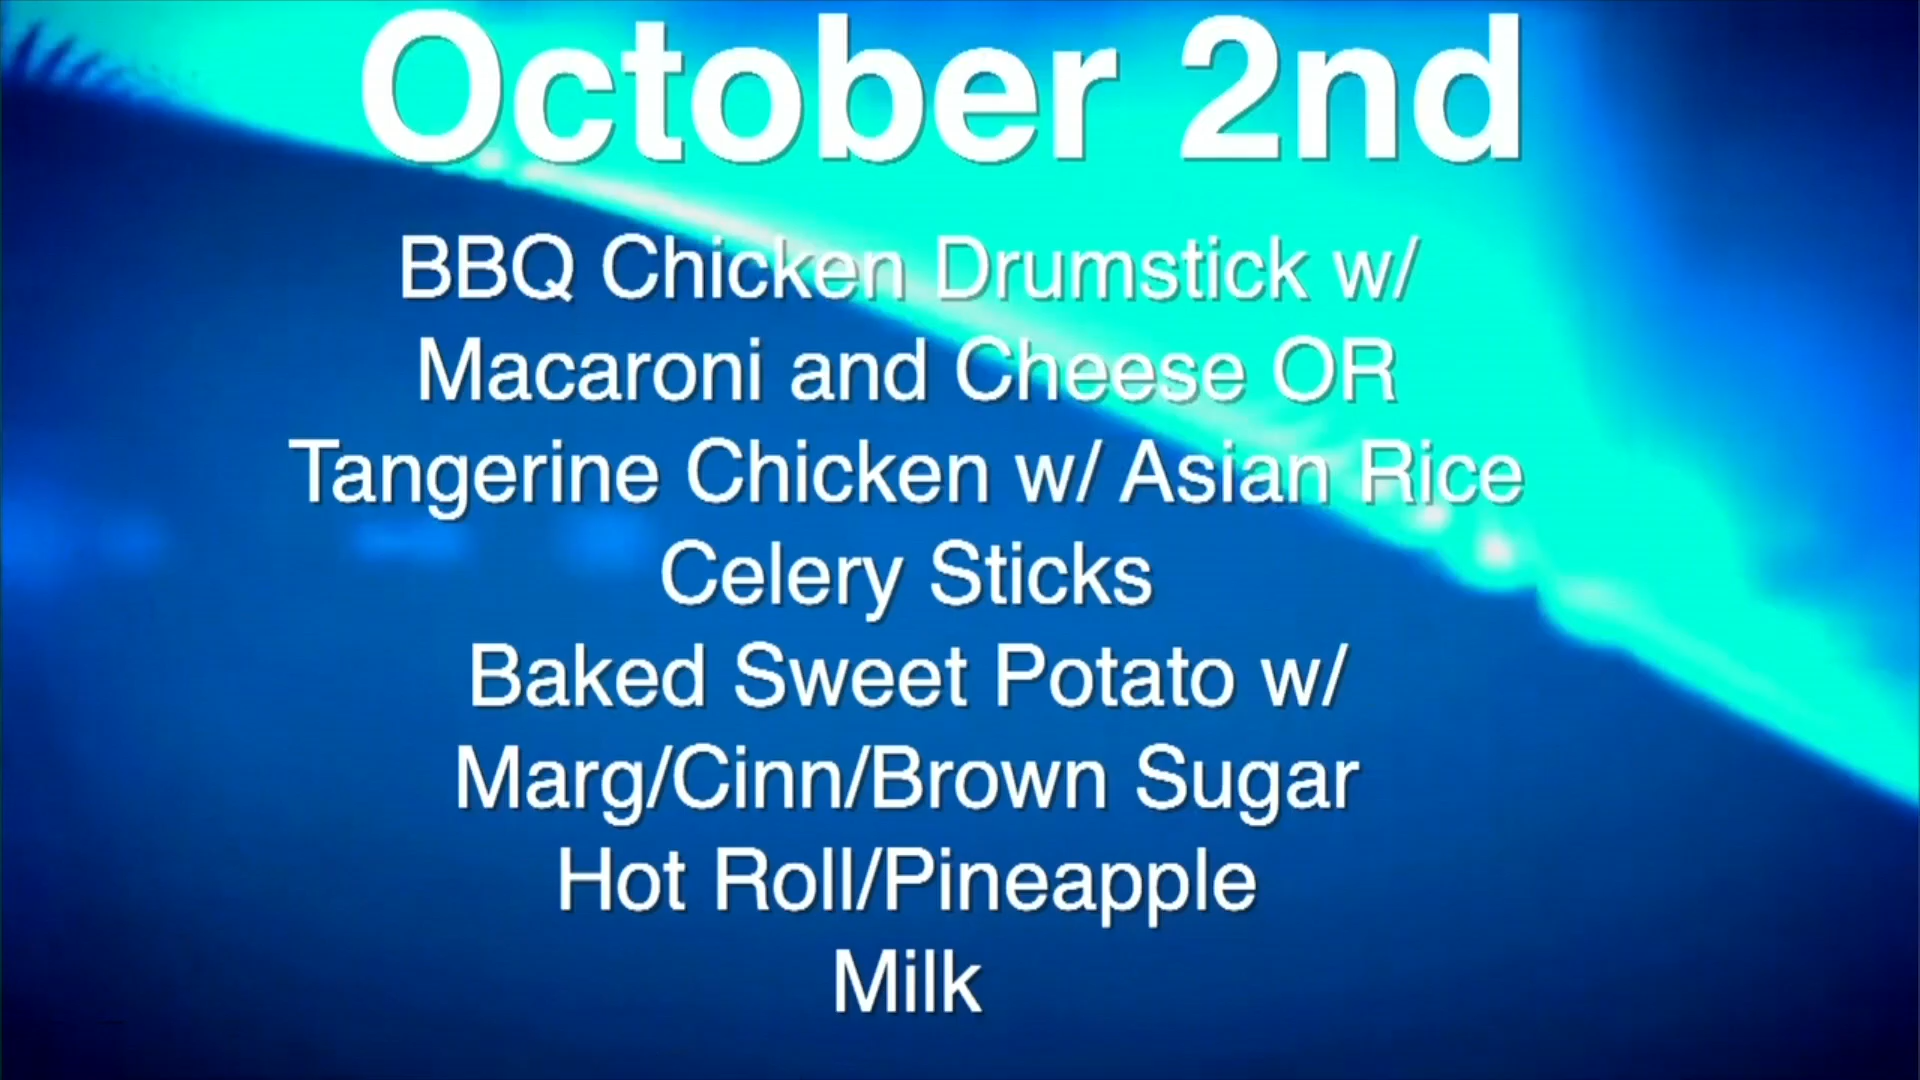 October 2nd
BBQ Chicken Drumstick w/
Macaroni and Cheese OR
Tangerine Chicken w/ Asian Rice
Celery Sticks
Baked Sweet Potato w/
Marg/Cinn/Brown Sugar
Hot Roll/Pineapple
Milk